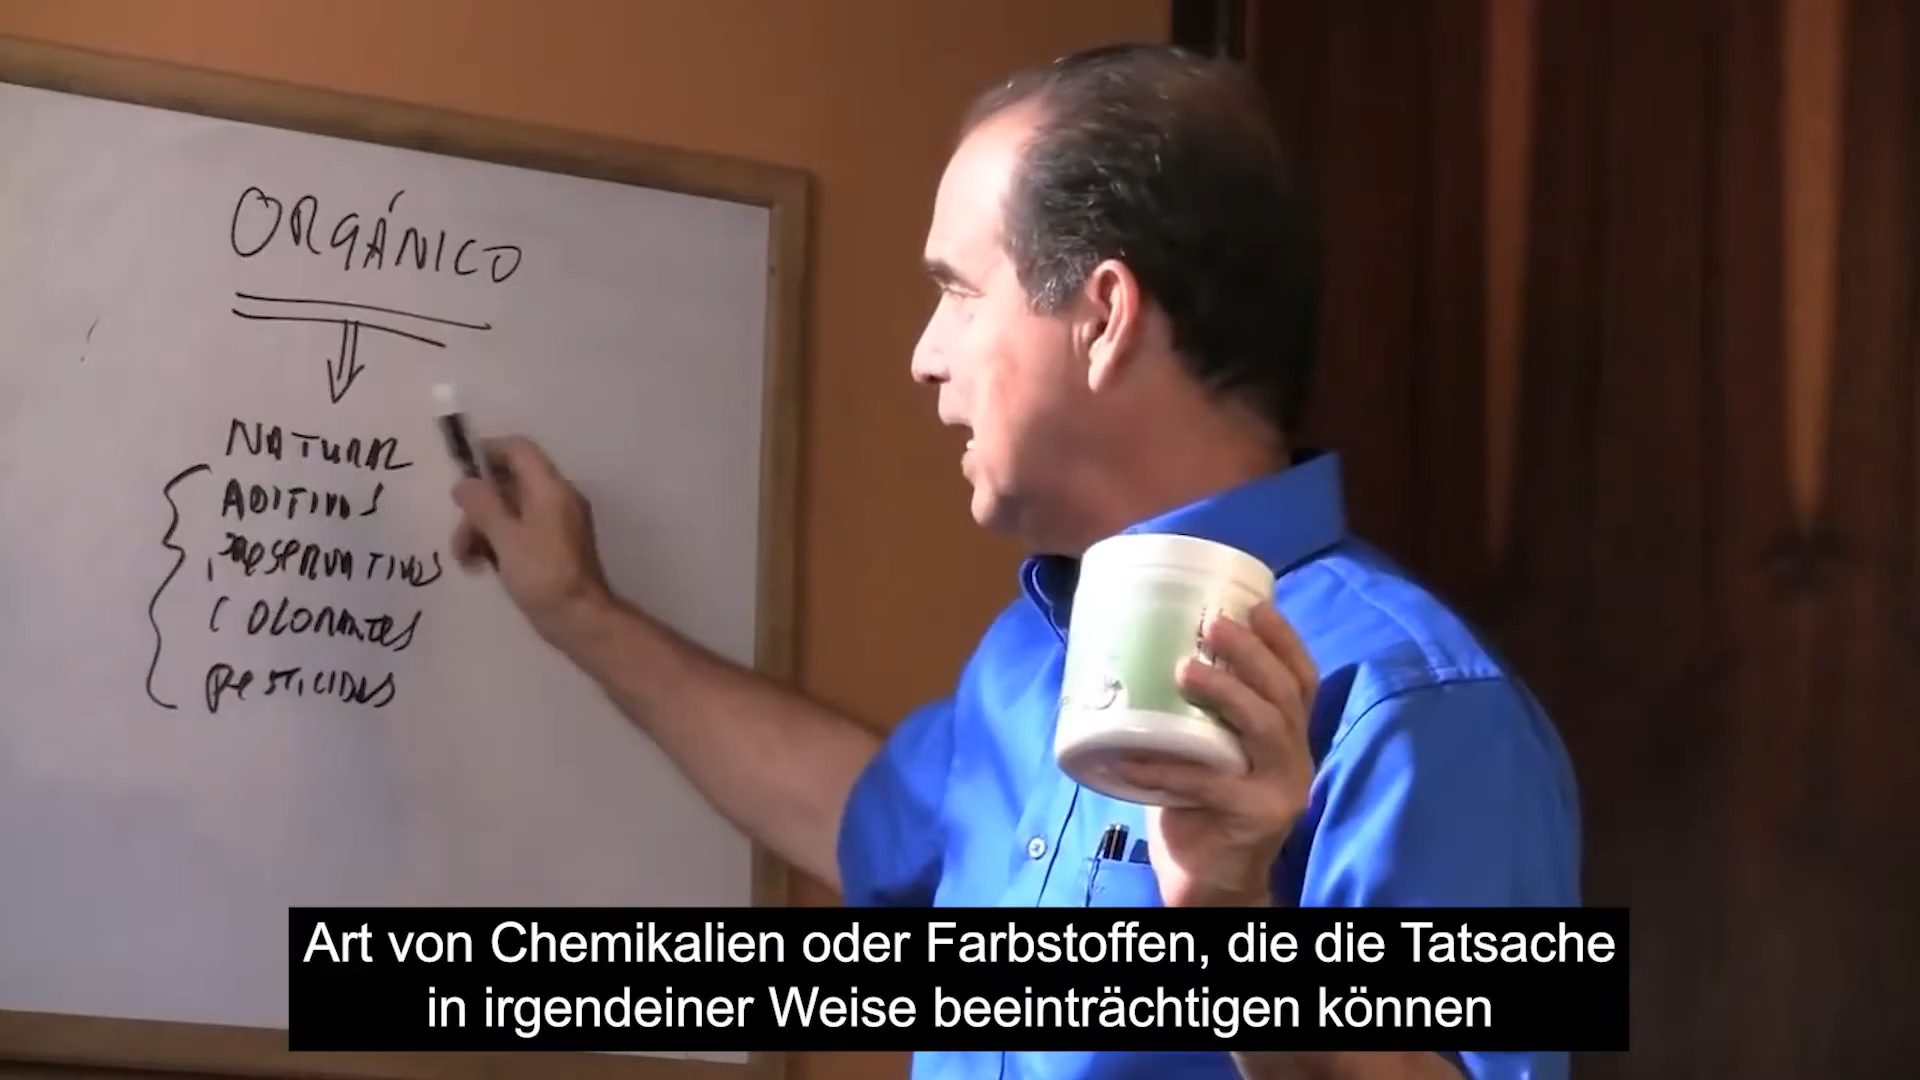 ORGÁNICO
NATURAL
ADITIVOS
PRESERVATIVOS
COLORANTES
PESTICIDAS
Art von Chemikalien oder Farbstoffen, die die Tatsache
in irgendeiner Weise beeinträchtigen können